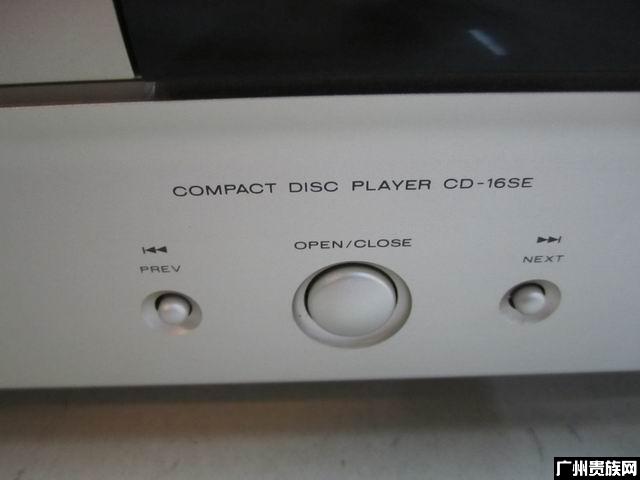 COMPACT DISC PLAYER CD-16SE
OPEN/CLOSE
PREV
NEXT
广州贵族网